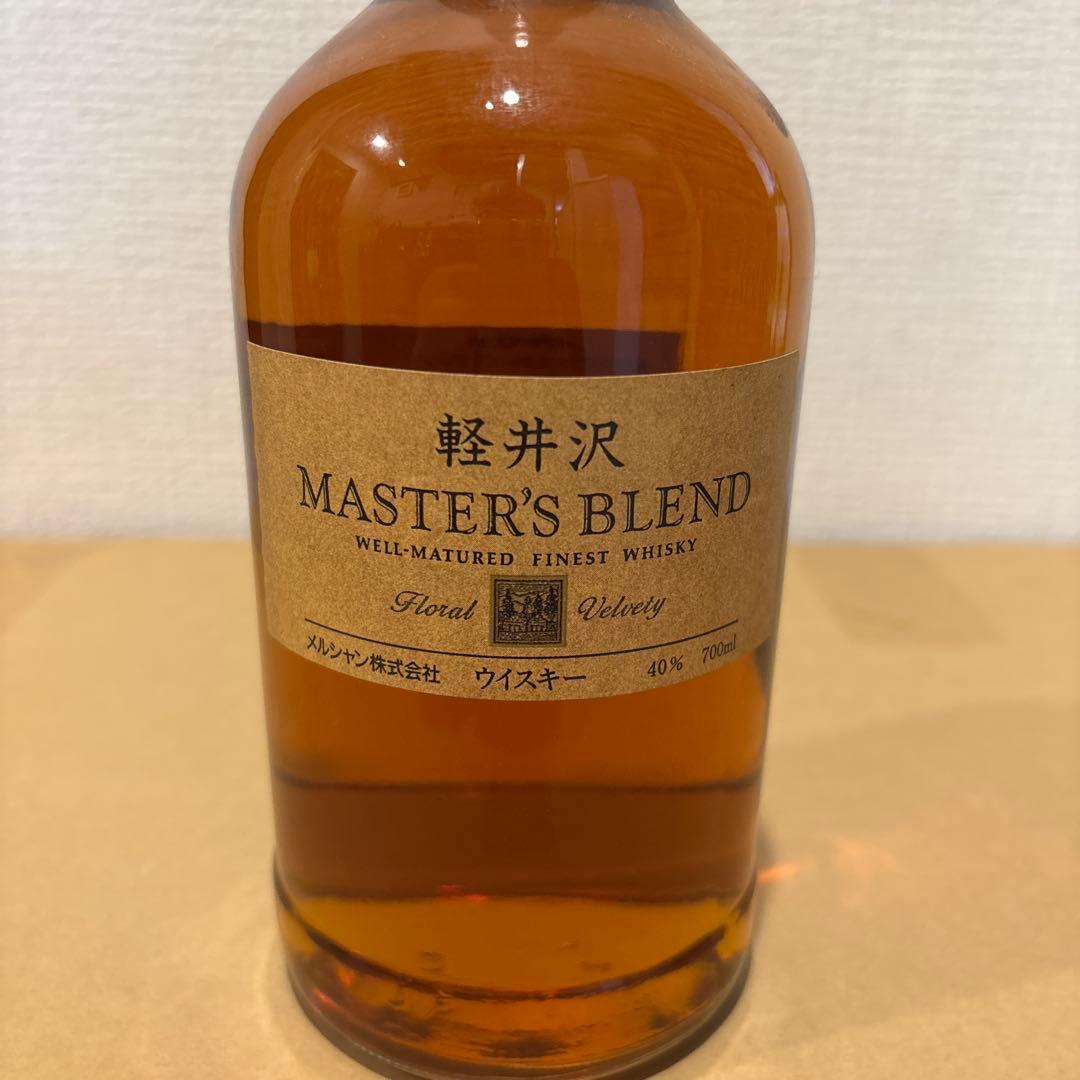 軽井沢
MASTER'S BLEND
WELL-MATURED FINEST WHISKY
Floral Velvety
メルシャン株式会社 ウイスキー 40% 700ml